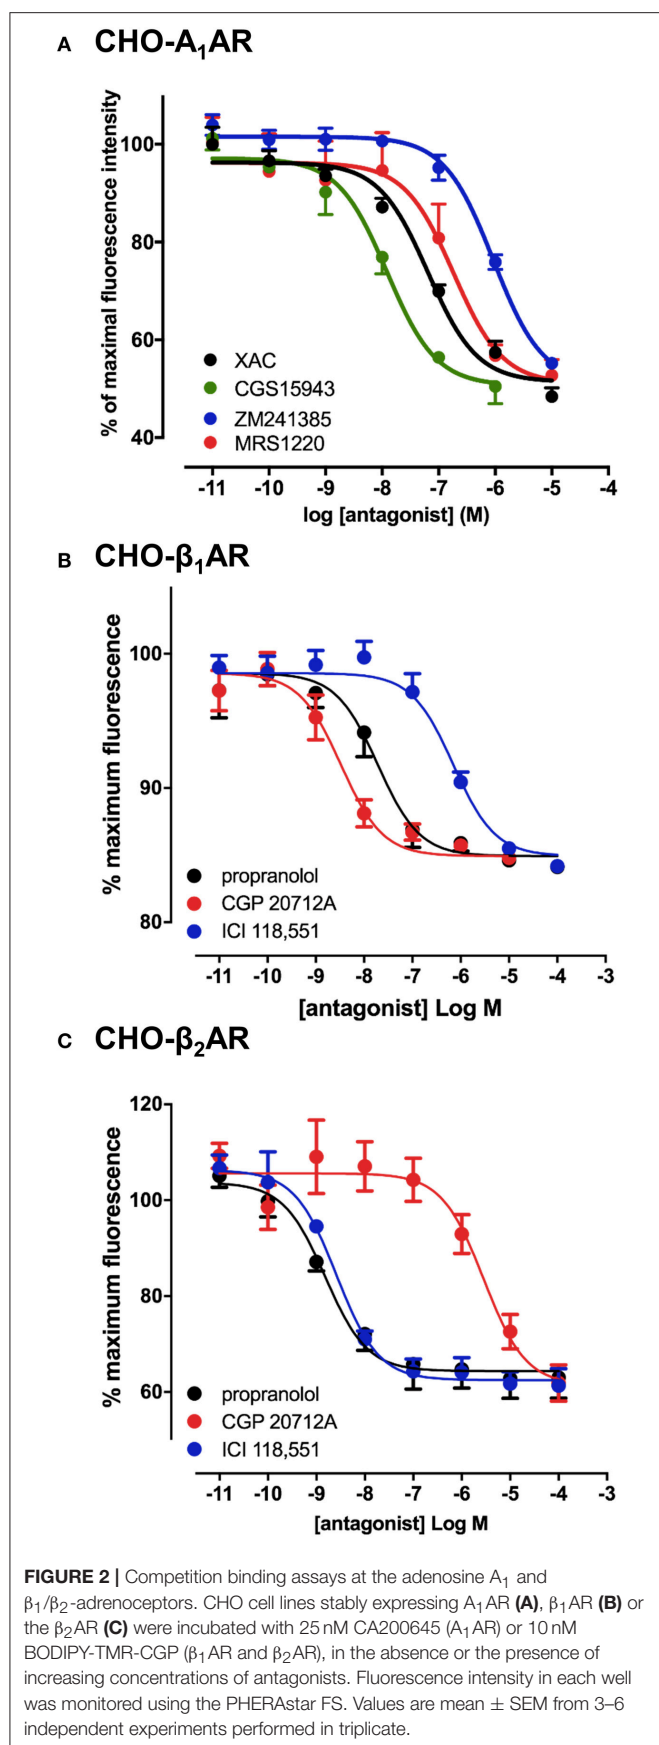 A CHO-A₁AR
% of maximal fluorescence intensity
100
80
60
40
XAC
CGS15943
ZM241385
MRS1220
-11 -10 -9 -8 -7 -6 -5 -4
log [antagonist] (M)
B CHO-β₁AR
% maximum fluorescence
100
90
80
propranolol
CGP 20712A
ICI 118,551
-11 -10 -9 -8 -7 -6 -5 -4 -3
[antagonist] Log M
C CHO-β₂AR
% maximum fluorescence
120
100
80
60
propranolol
CGP 20712A
ICI 118,551
-11 -10 -9 -8 -7 -6 -5 -4 -3
[antagonist] Log M
FIGURE 2 | Competition binding assays at the adenosine A₁ and
β₁/β₂-adrenoceptors. CHO cell lines stably expressing A₁AR (A), β₁AR (B) or
the β₂AR (C) were incubated with 25 nM CA200645 (A₁AR) or 10 nM
BODIPY-TMR-CGP (β₁AR and β₂AR), in the absence or the presence of
increasing concentrations of antagonists. Fluorescence intensity in each well
was monitored using the PHERAstar FS. Values are mean ± SEM from 3–6
independent experiments performed in triplicate.